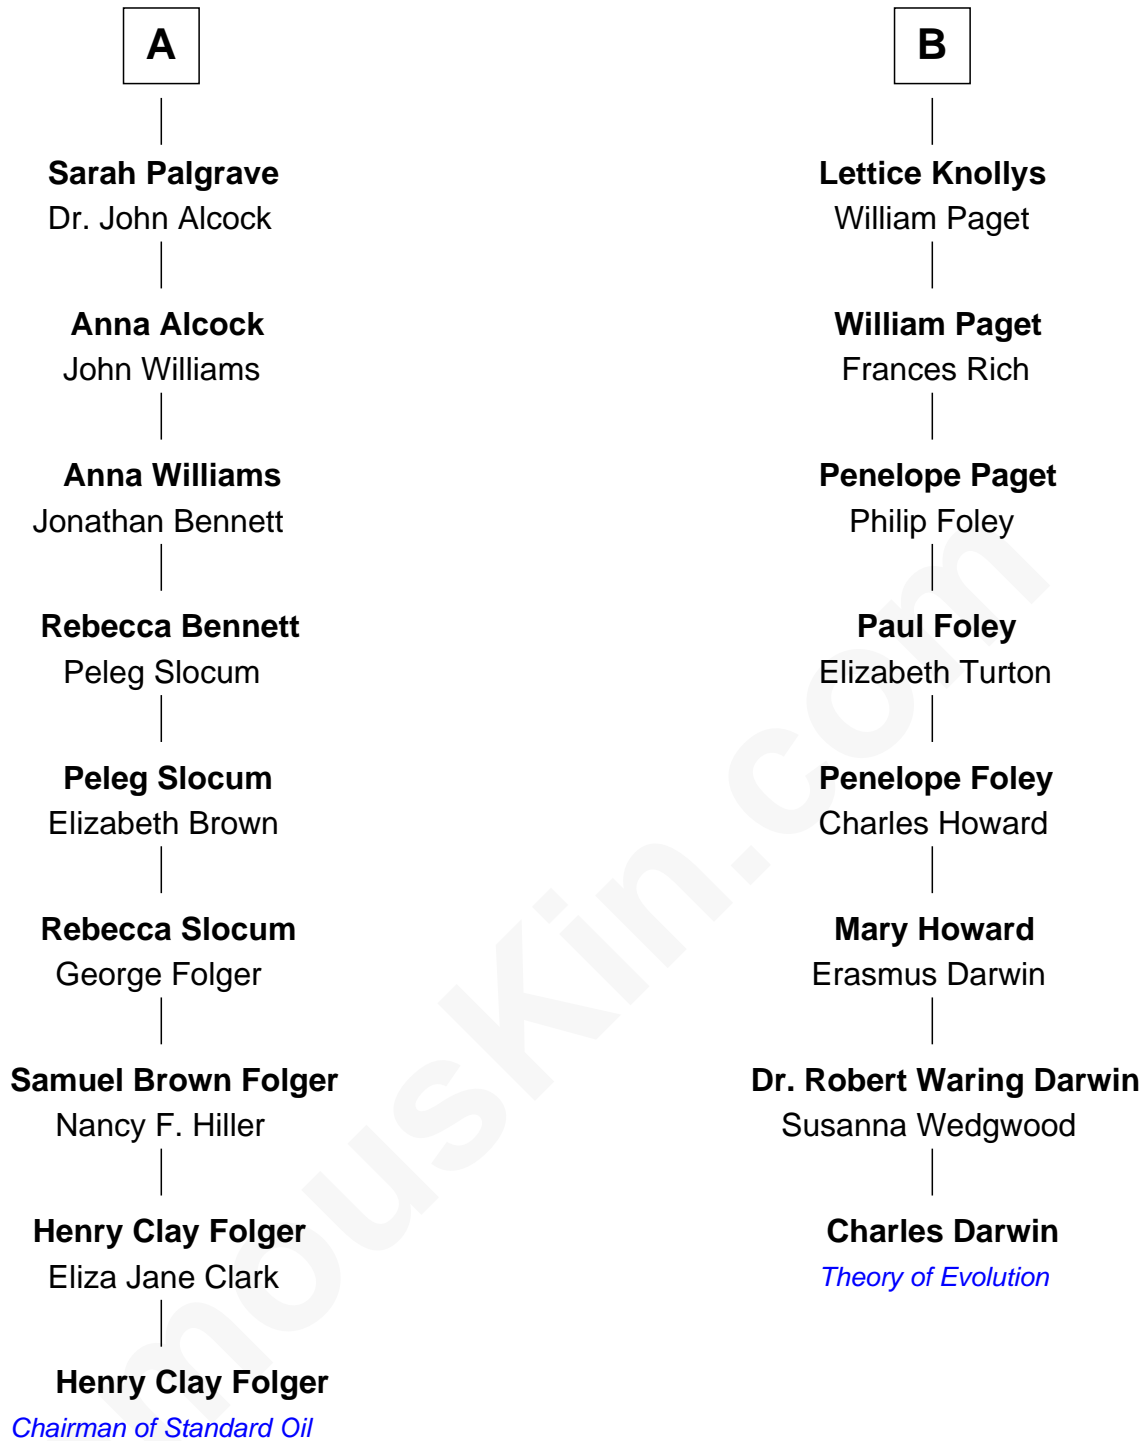 A
Sarah Palgrave
Dr. John Alcock
Anna Alcock
John Williams
Anna Williams
Jonathan Bennett
Rebecca Bennett
Peleg Slocum
Peleg Slocum
Elizabeth Brown
Rebecca Slocum
George Folger
Samuel Brown Folger
Nancy F. Hiller
Henry Clay Folger
Eliza Jane Clark
Henry Clay Folger
Chairman of Standard Oil
B
Lettice Knollys
William Paget
William Paget
Frances Rich
Penelope Paget
Philip Foley
Paul Foley
Elizabeth Turton
Penelope Foley
Charles Howard
Mary Howard
Erasmus Darwin
Dr. Robert Waring Darwin
Susanna Wedgwood
Charles Darwin
Theory of Evolution
mousKin.com